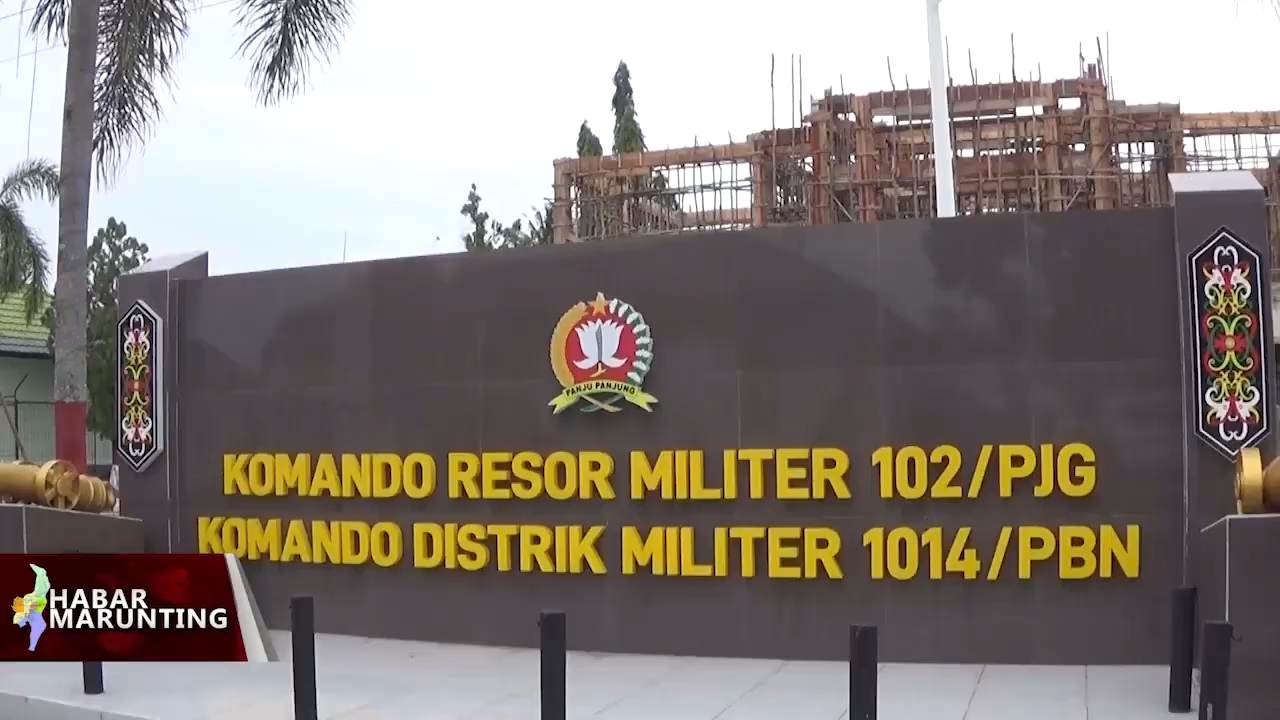 PANJU PANJUNG
KOMANDO RESOR MILITER 102/PJG
KOMANDO DISTRIK MILITER 1014/PBN
HABAR
MARUNTING